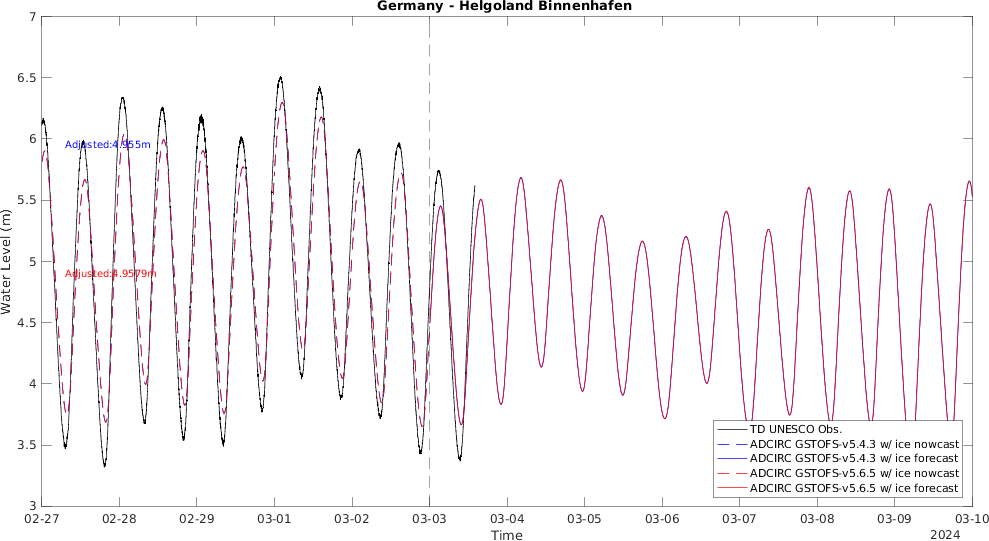 Germany - Helgoland Binnenhafen
7
6.5
6
5.5
5
4.5
4
3.5
3
Water Level (m)
Adjusted:4.955m
Adjusted:4.9579m
TD UNESCO Obs.
ADCIRC GSTOFS-v5.4.3 w/ ice nowcast
ADCIRC GSTOFS-v5.4.3 w/ ice forecast
ADCIRC GSTOFS-v5.6.5 w/ ice nowcast
ADCIRC GSTOFS-v5.6.5 w/ ice forecast
02-27 02-28 02-29 03-01 03-02 03-03 03-04 03-05 03-06 03-07 03-08 03-09 03-10
Time
2024